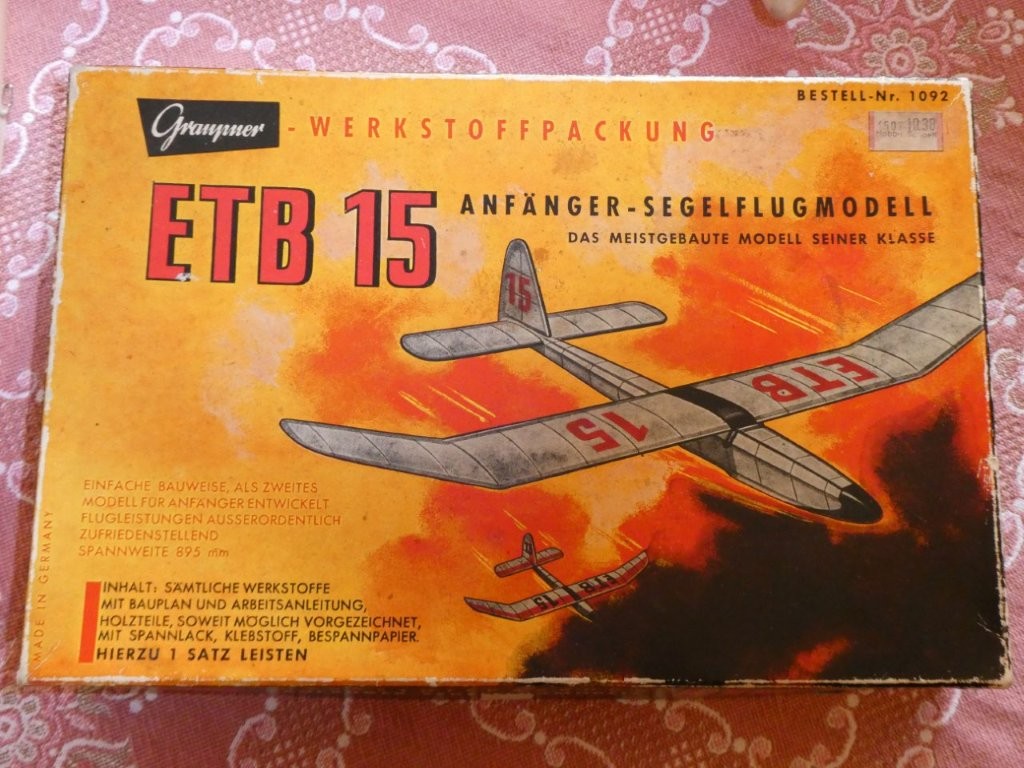 BESTELL-Nr. 1092
Graupner - WERKSTOFFPACKUNG
10.30
ETB 15 ANFÄNGER-SEGELFLUGMODELL
DAS MEISTGEBAUTE MODELL SEINER KLASSE
15
ETB
15
EINFACHE BAUWEISE, ALS ZWEITES
MODELL FÜR ANFÄNGER ENTWICKELT
FLUGLEISTUNGEN AUSSERORDENTLICH
ZUFRIEDENSTELLEND
SPANNWEITE 895 mm
MADE IN GERMANY
INHALT: SÄMTLICHE WERKSTOFFE
MIT BAUPLAN UND ARBEITSANLEITUNG,
HOLZTEILE, SOWEIT MÖGLICH VORGEZEICHNET,
MIT SPANNLACK, KLEBSTOFF, BESPANNPAPIER.
HIERZU 1 SATZ LEISTEN